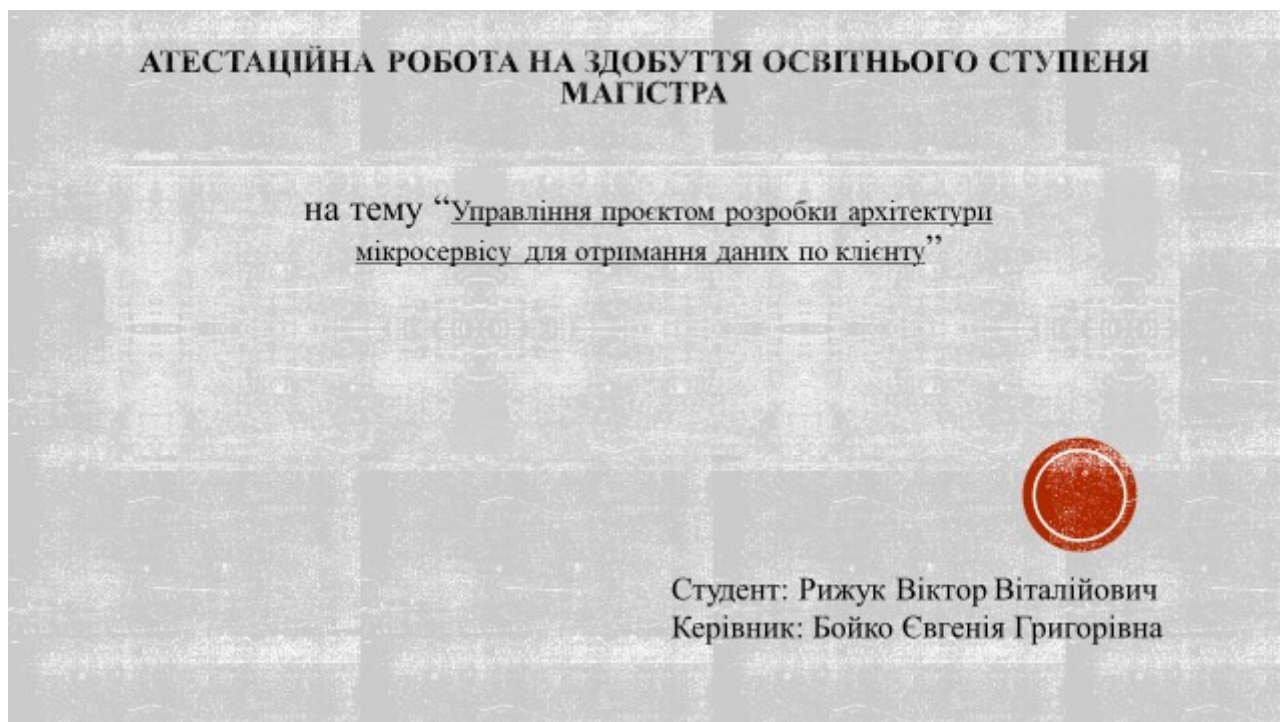 АТЕСТАЦІЙНА РОБОТА НА ЗДОБУТТЯ ОСВІТНЬОГО СТУПЕНЯ
МАГІСТРА
на тему “Управління проєктом розробки архітектури
мікросервісу для отримання даних по клієнту”
Студент: Рижук Віктор Віталійович
Керівник: Бойко Євгенія Григорівна